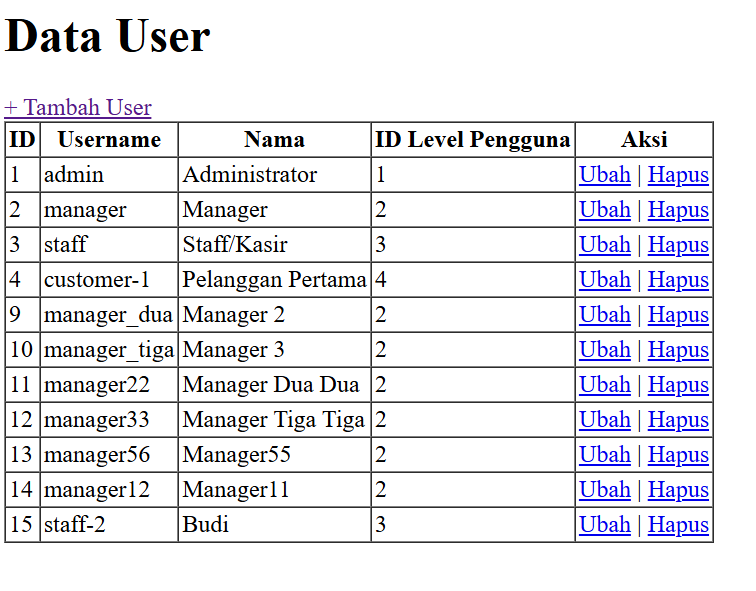 Data User
+ Tambah User
ID Username Nama ID Level Pengguna Aksi
1 admin Administrator 1 Ubah | Hapus
2 manager Manager 2 Ubah | Hapus
3 staff Staff/Kasir 3 Ubah | Hapus
4 customer-1 Pelanggan Pertama 4 Ubah | Hapus
9 manager_dua Manager 2 2 Ubah | Hapus
10 manager_tiga Manager 3 2 Ubah | Hapus
11 manager22 Manager Dua Dua 2 Ubah | Hapus
12 manager33 Manager Tiga Tiga 2 Ubah | Hapus
13 manager56 Manager55 2 Ubah | Hapus
14 manager12 Manager11 2 Ubah | Hapus
15 staff-2 Budi 3 Ubah | Hapus